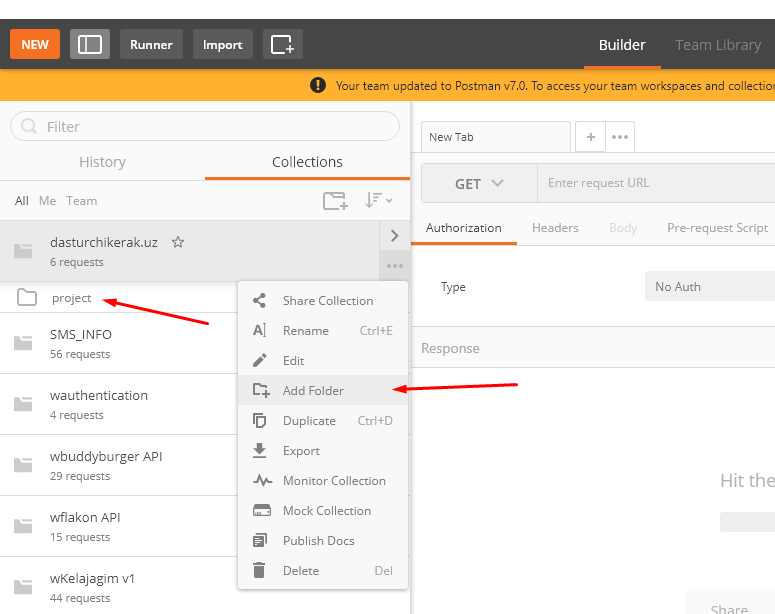 NEW
Runner
Import
Builder
Team Library
Your team updated to Postman v7.0. To access your team workspaces and collection
Filter
History
Collections
All Me Team
dasturchikerak.uz
6 requests
project
SMS_INFO
56 requests
wauthentication
4 requests
wbuddyburger API
29 requests
wflakon API
15 requests
wKelajagim v1
44 requests
Share Collection
Rename Ctrl+E
Edit
Add Folder
Duplicate Ctrl+D
Export
Monitor Collection
Mock Collection
Publish Docs
Delete Del
New Tab
GET
Enter request URL
Authorization
Headers
Body
Pre-request Script
Type
No Auth
Response
Hit the
Share